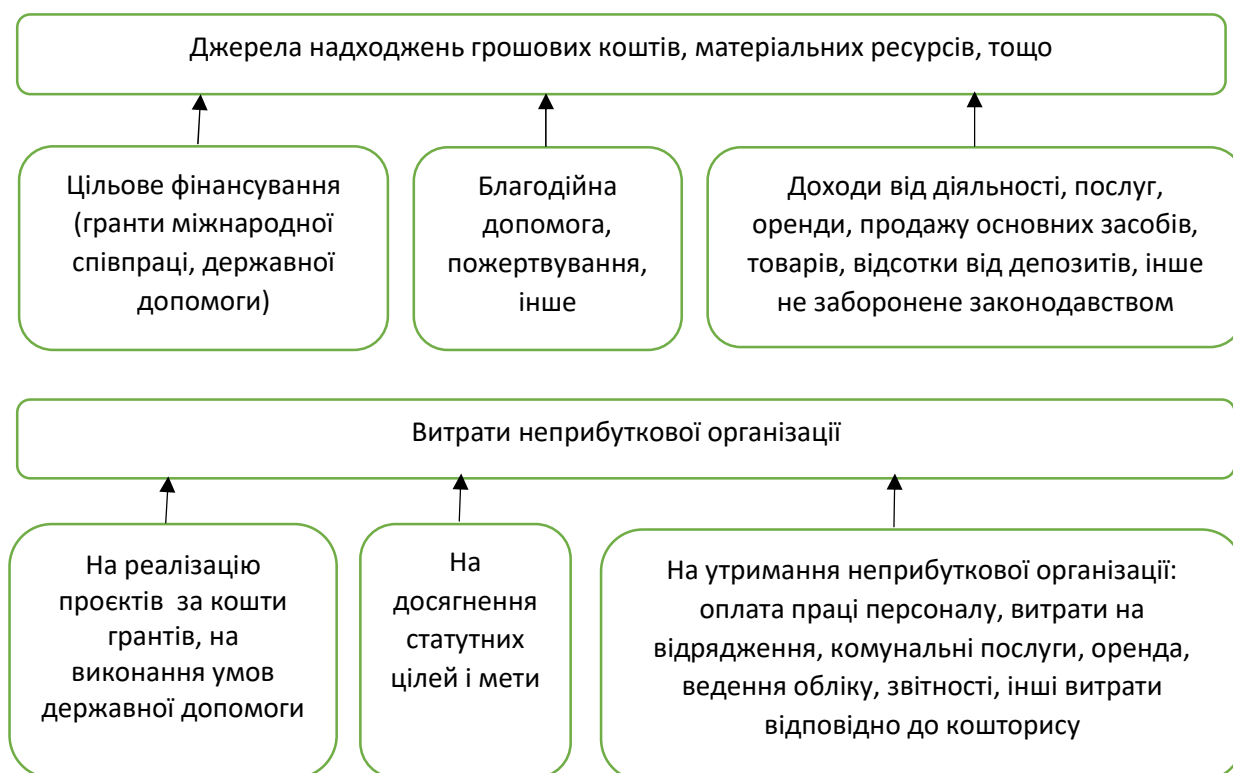 Джерела надходжень грошових коштів, матеріальних ресурсів, тощо
Цільове фінансування
(гранти міжнародної
співпраці, державної
допомоги)
Благодійна
допомога,
пожертвування,
інше
Доходи від діяльності, послуг,
оренди, продажу основних засобів,
товарів, відсотки від депозитів, інше
не заборонене законодавством
Витрати неприбуткової організації
На реалізацію
проєктів за кошти
грантів, на
виконання умов
державної допомоги
На
досягнення
статутних
цілей і мети
На утримання неприбуткової організації:
оплата праці персоналу, витрати на
відрядження, комунальні послуги, оренда,
ведення обліку, звітності, інші витрати
відповідно до кошторису